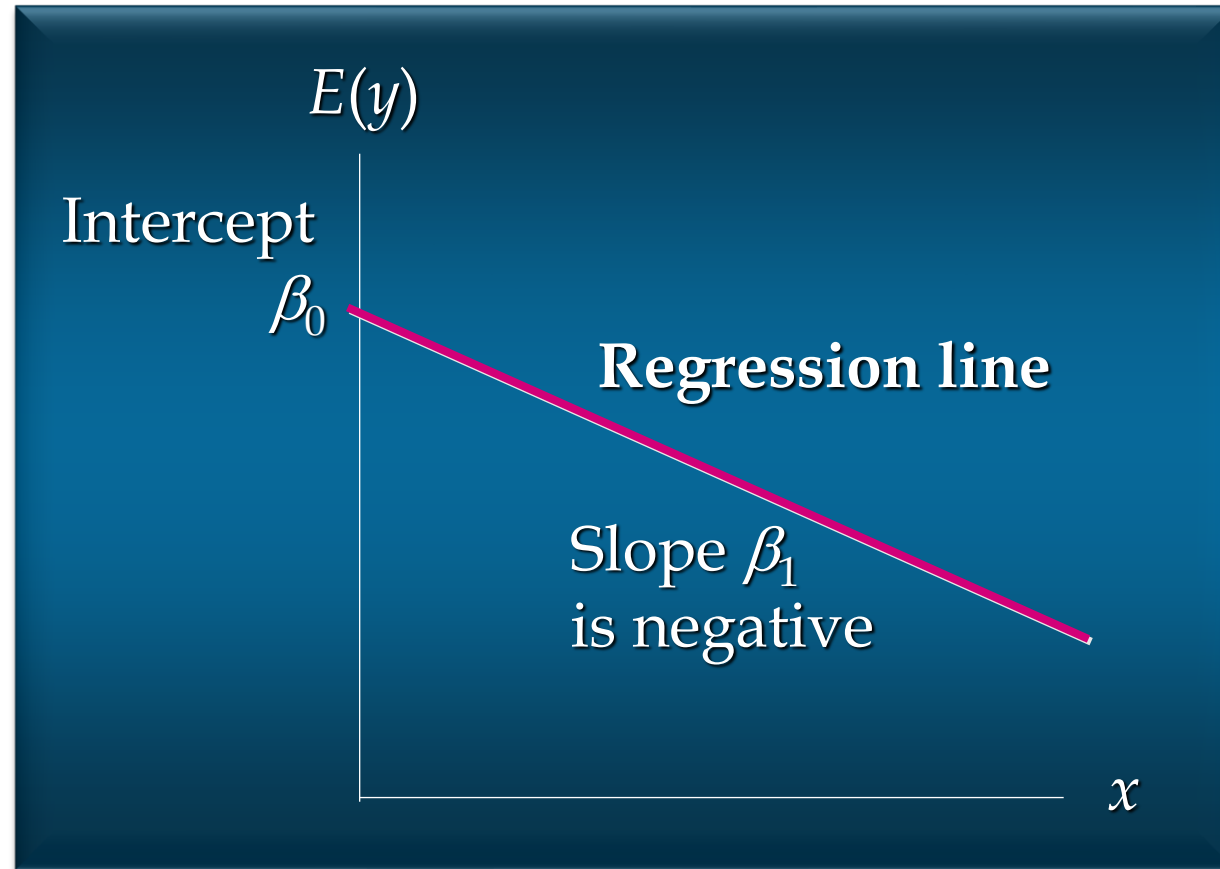 E(y)
Intercept
β₀
Regression line
Slope β₁
is negative
x